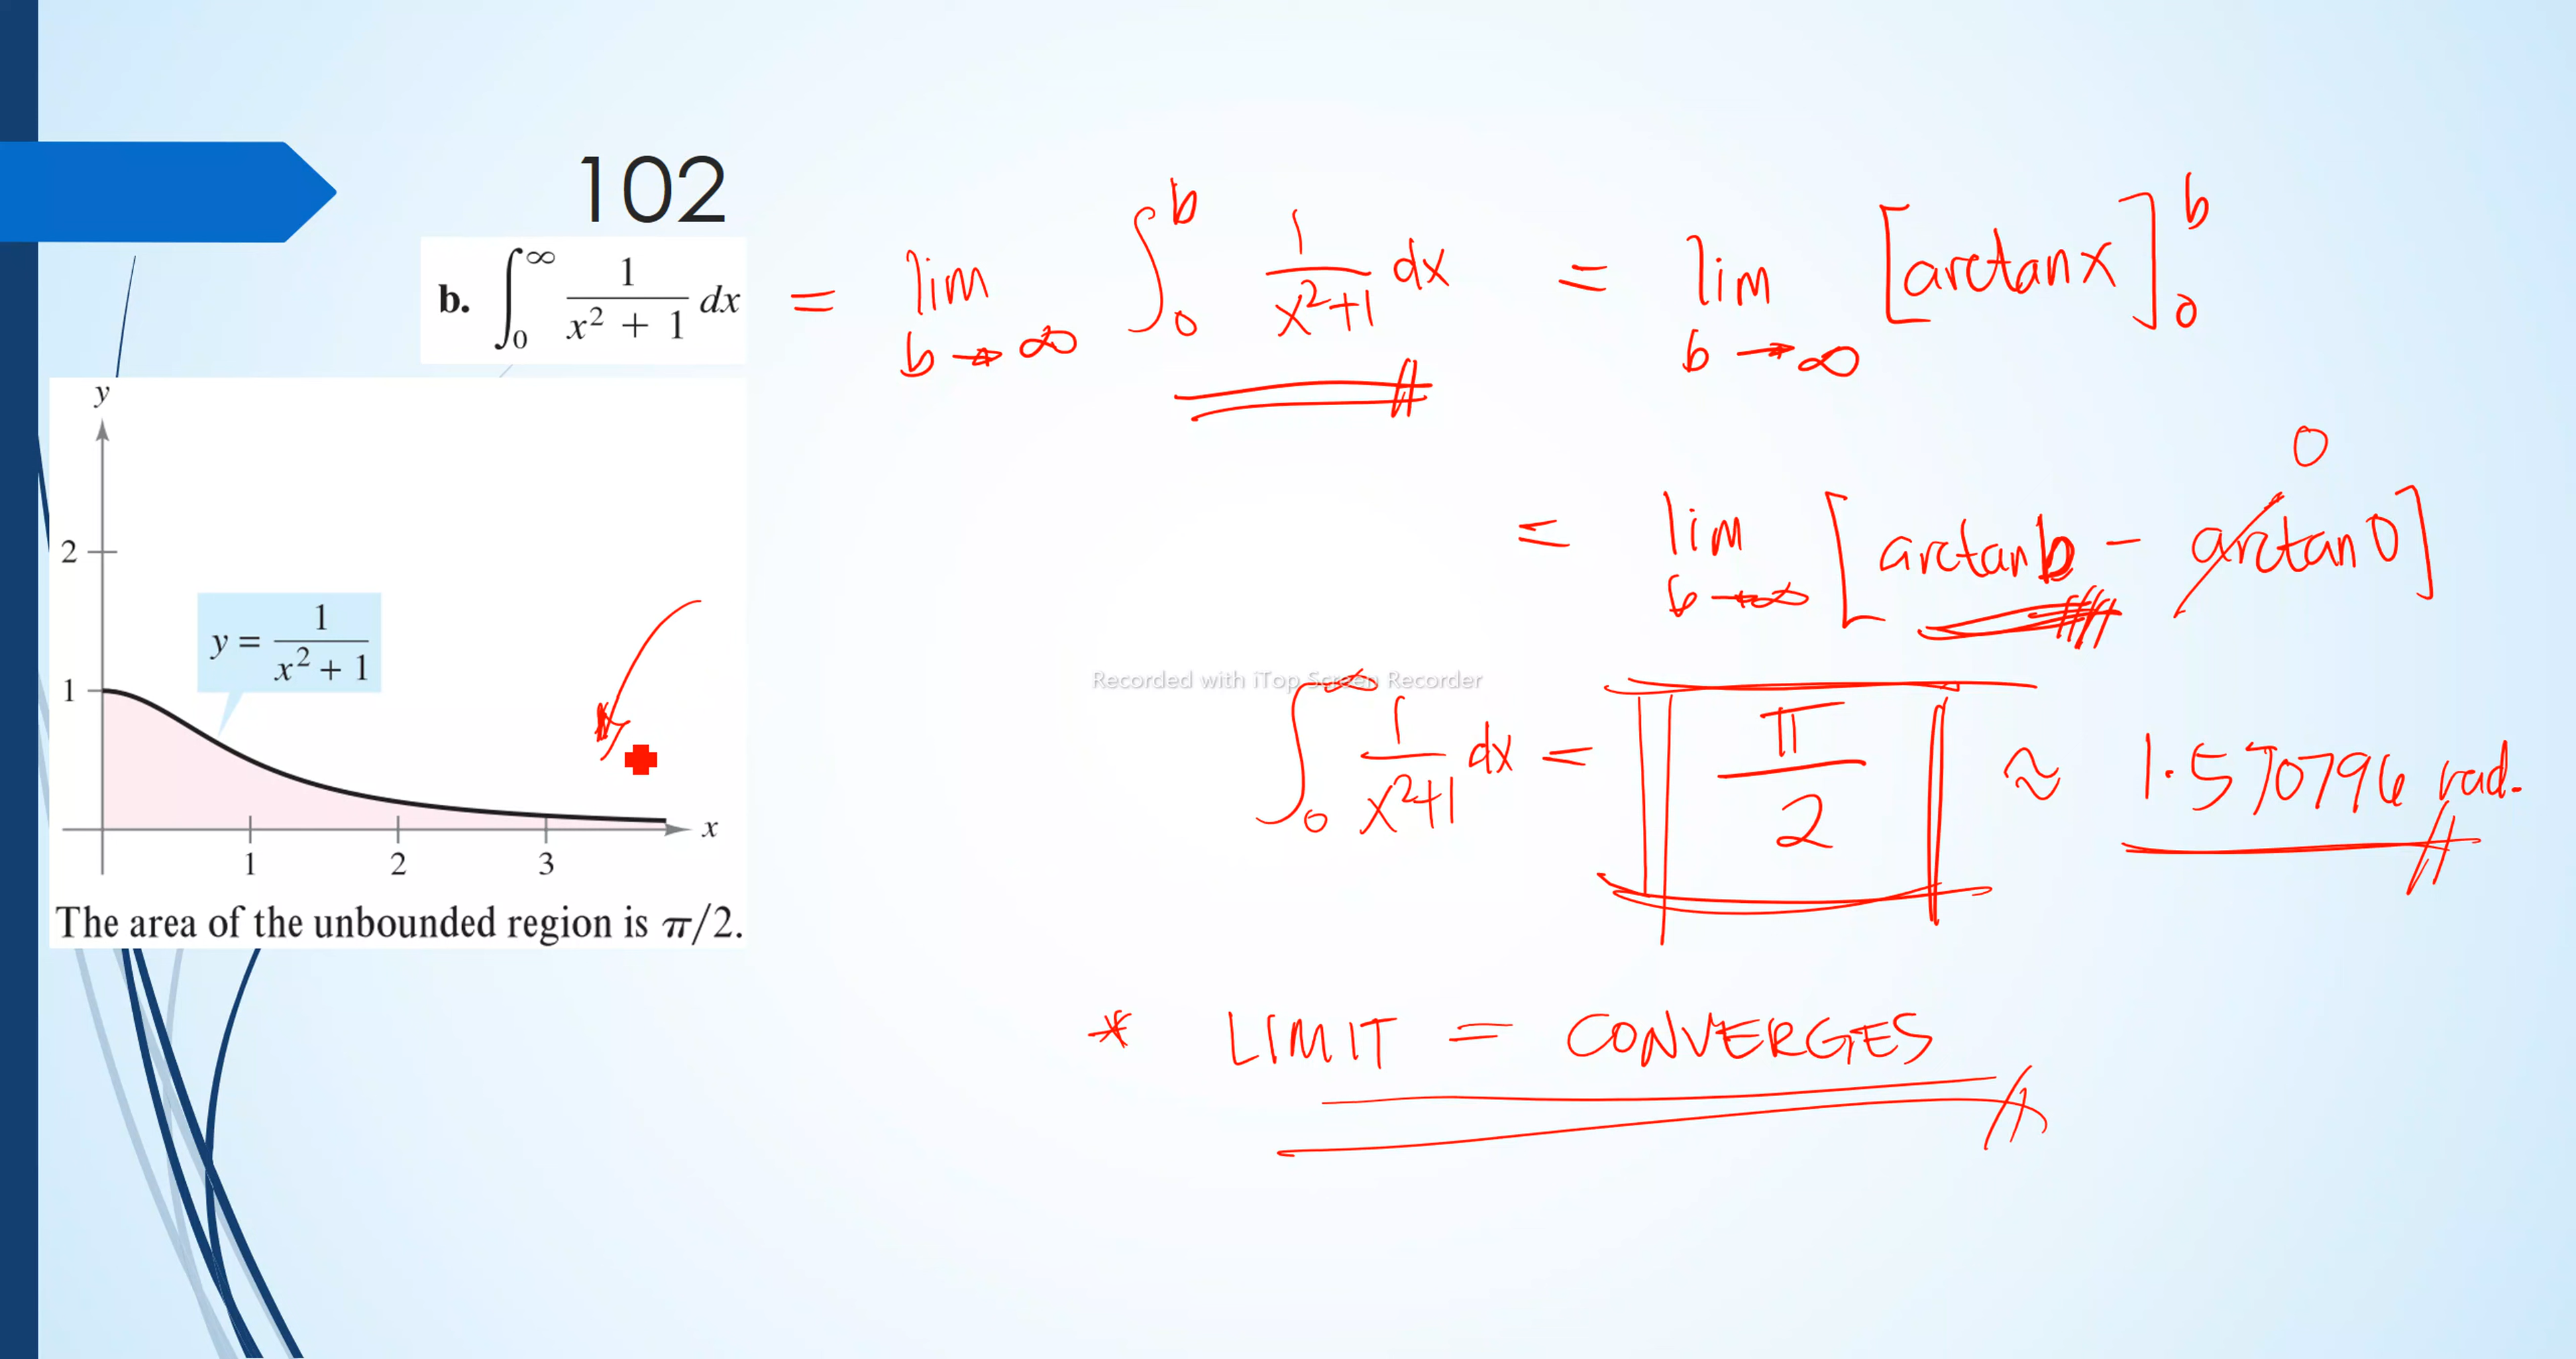 102
b. ∫₀^∞ 1/(x² + 1) dx = lim b→∞ ∫₀^b 1/(x²+1) dx = lim b→∞ [arctan x]₀^b
= lim b→∞ [arctan b − arctan 0] 0
∫₀^∞ 1/(x²+1) dx = π/2 ≈ 1.570796 rad.
* LIMIT = CONVERGES
y
2
1
y = 1/(x² + 1)
x
1 2 3
The area of the unbounded region is π/2.
Recorded with iTop Screen Recorder